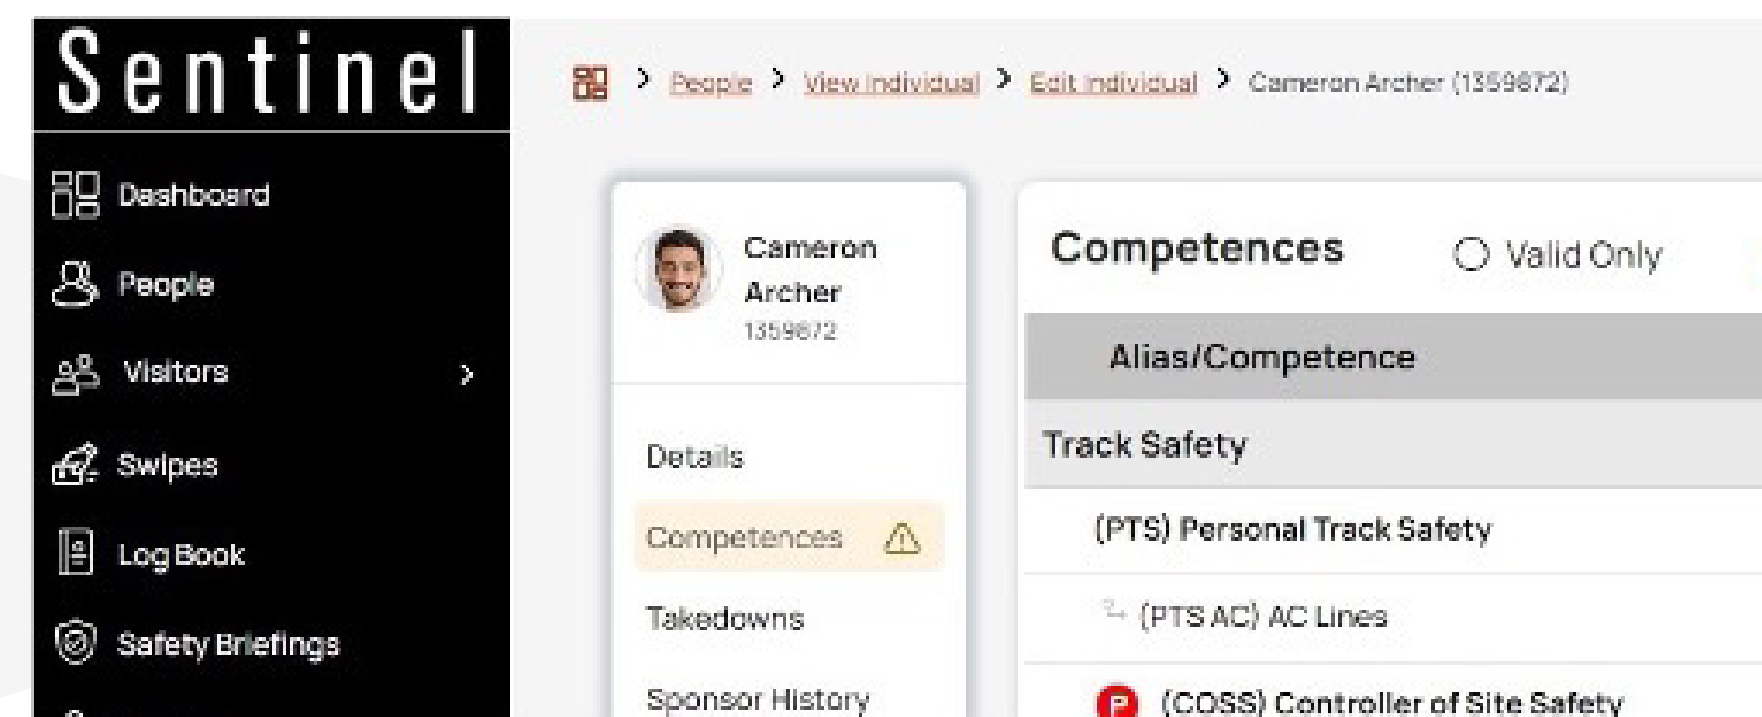 Sentinel
Dashboard
People
Visitors
Swipes
Log Book
Safety Briefings
People > View Individual > Edit Individual > Cameron Archer (1359872)
Cameron
Archer
1359872
Details
Competences
Takedowns
Sponsor History
Competences
Valid Only
Alias/Competence
Track Safety
(PTS) Personal Track Safety
(PTS AC) AC Lines
P (COSS) Controller of Site Safety